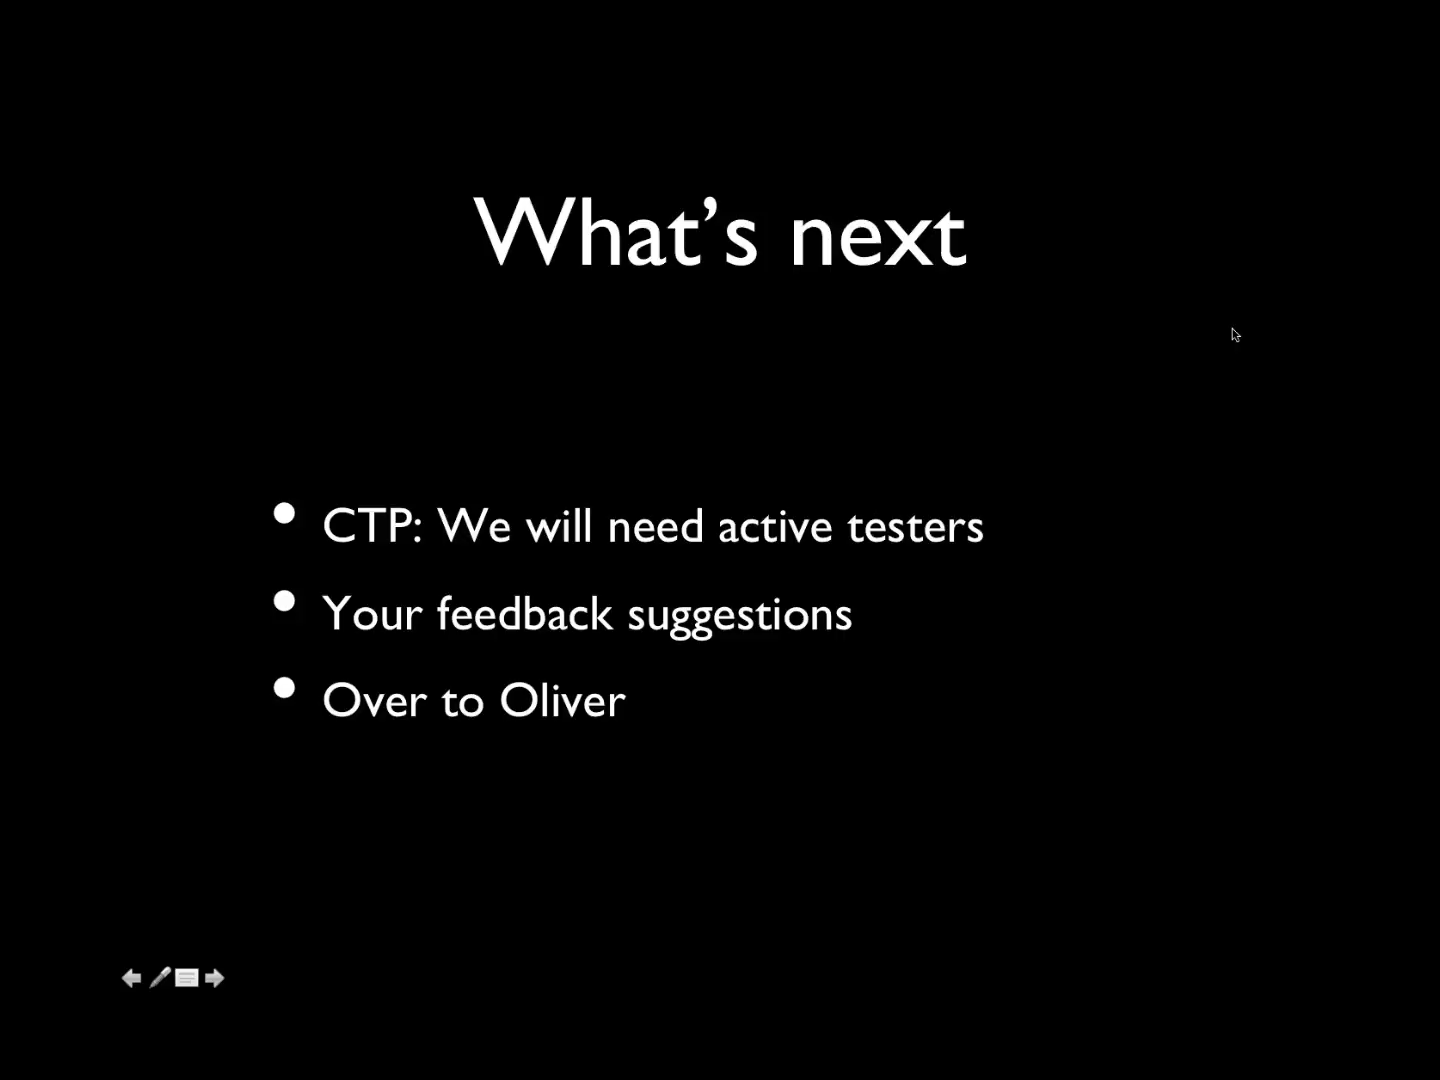 What’s next
• CTP: We will need active testers
• Your feedback suggestions
• Over to Oliver